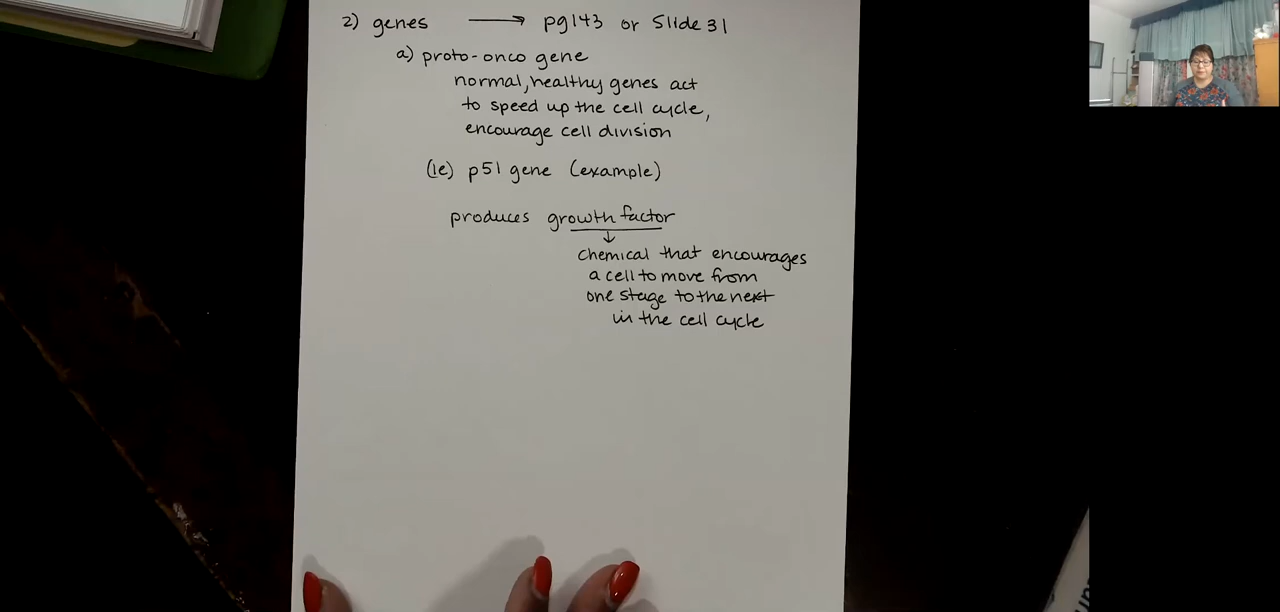 2) genes → pg 143 or Slide 31
a) proto-onco gene
normal, healthy genes act
to speed up the cell cycle,
encourage cell division
(ie) p51 gene (example)
produces growth factor
↓
chemical that encourages
a cell to move from
one stage to the next
in the cell cycle